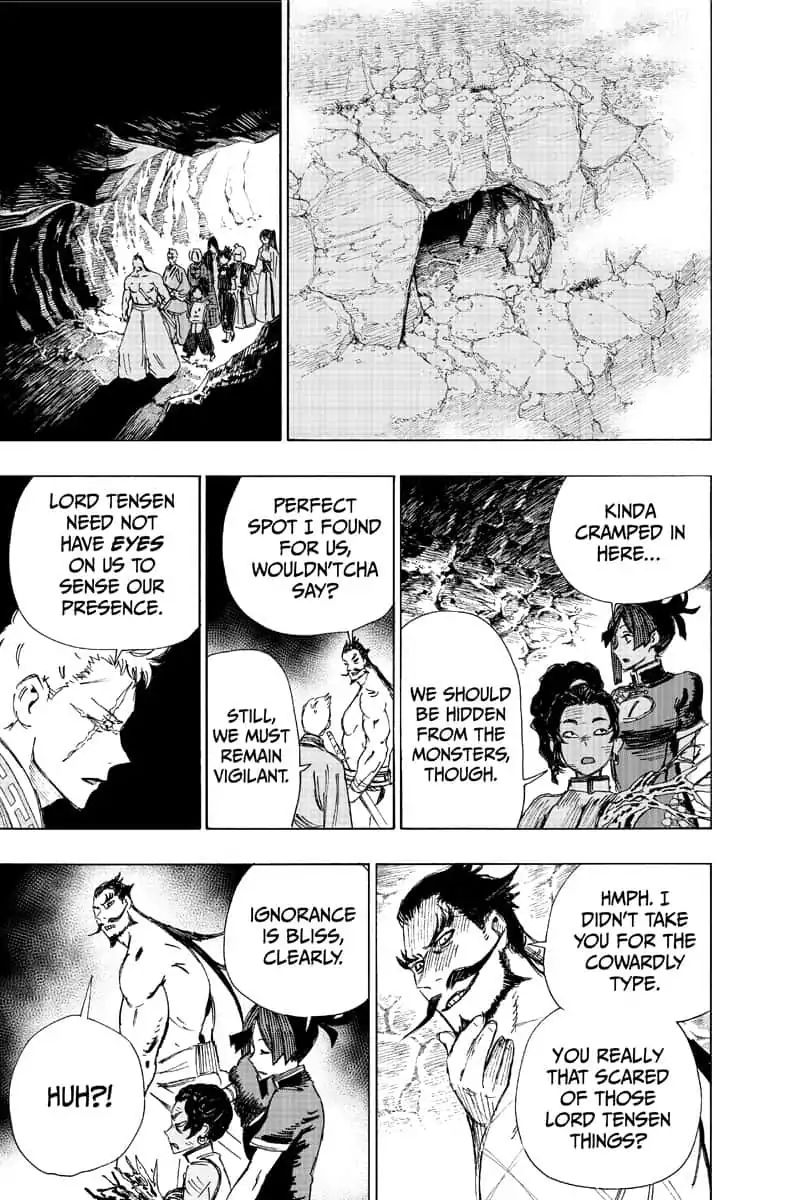 KINDA
CRAMPED IN
HERE...
WE SHOULD
BE HIDDEN
FROM THE
MONSTERS,
THOUGH.
PERFECT
SPOT I FOUND
FOR US,
WOULDN'TCHA
SAY?
STILL,
WE MUST
REMAIN
VIGILANT.
LORD TENSEN
NEED NOT
HAVE EYES
ON US TO
SENSE OUR
PRESENCE.
HMPH. I
DIDN'T TAKE
YOU FOR THE
COWARDLY
TYPE.
YOU REALLY
THAT SCARED
OF THOSE
LORD TENSEN
THINGS?
IGNORANCE
IS BLISS,
CLEARLY.
HUH?!